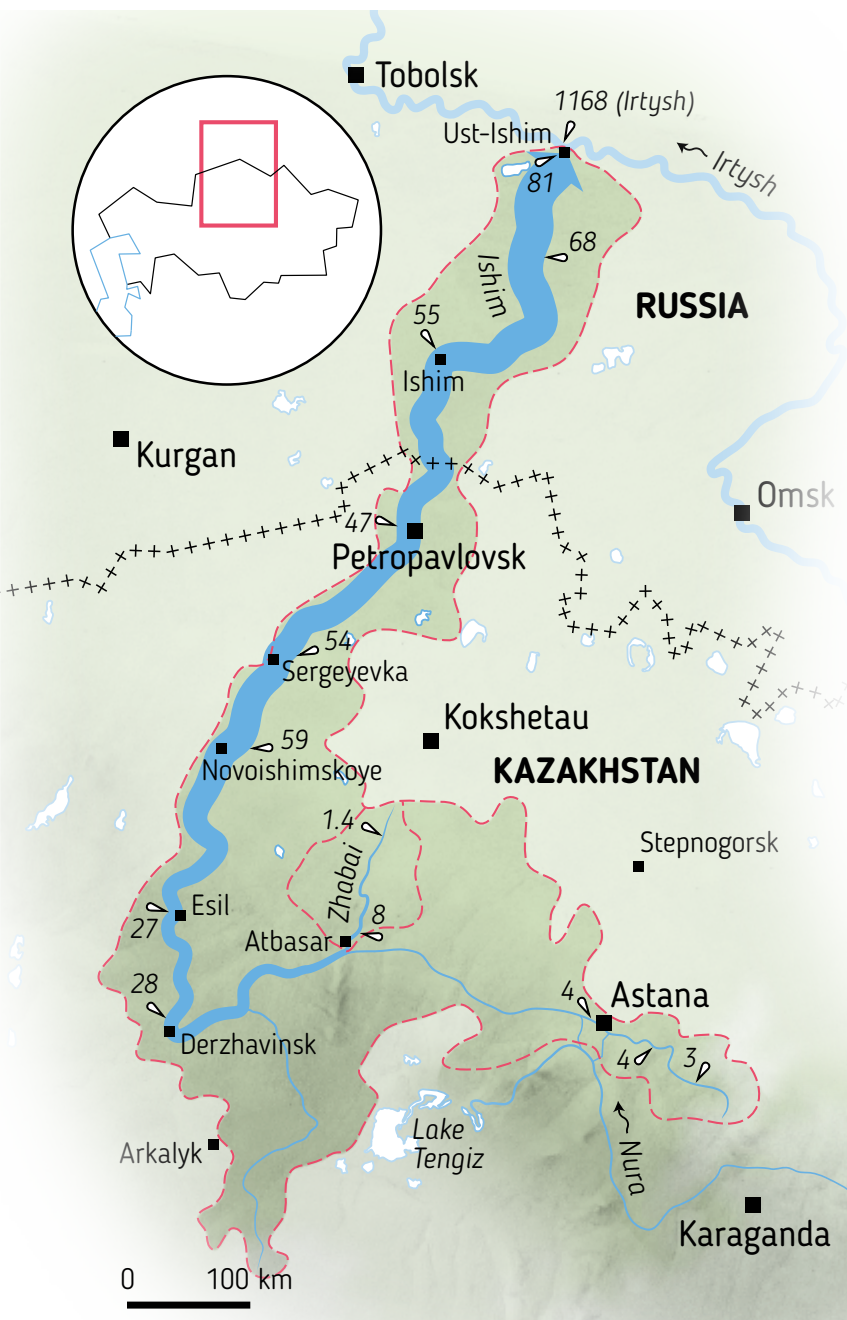 Tobolsk
1168 (Irtysh)
Ust-Ishim
Irtysh
81
68
Ishim
RUSSIA
55
Ishim
Kurgan
Omsk
47
Petropavlovsk
54
Sergeyevka
Kokshetau
59
Novoishimskoye
KAZAKHSTAN
1.4
Zhabai
Stepnogorsk
Esil
27
8
Atbasar
28
4
Astana
Derzhavinsk
4
3
Lake
Tengiz
Arkalyk
Nura
Karaganda
0
100 km